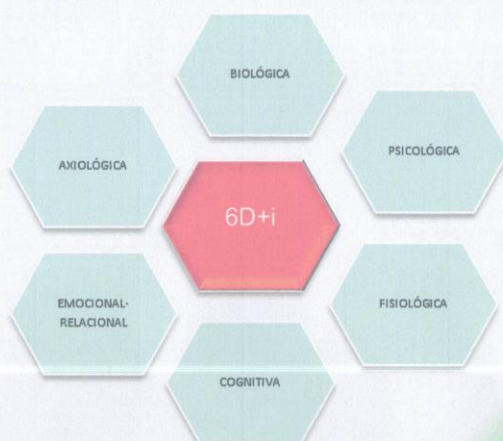 BIOLÓGICA
PSICOLÓGICA
AXIOLÓGICA
6D+i
FISIOLÓGICA
EMOCIONAL-
RELACIONAL
COGNITIVA